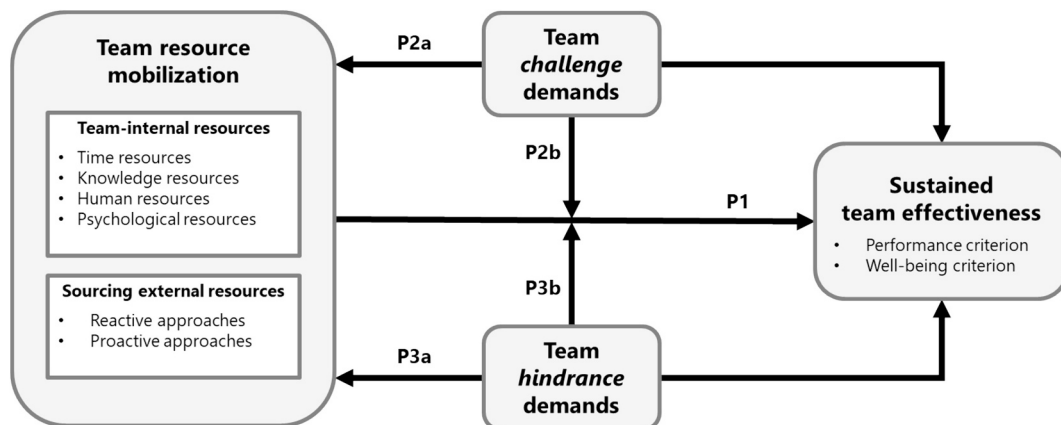 Team resource
mobilization
Team-internal resources
• Time resources
• Knowledge resources
• Human resources
• Psychological resources
Sourcing external resources
• Reactive approaches
• Proactive approaches
P2a
Team
challenge
demands
P2b
P1
P3b
P3a
Team
hindrance
demands
Sustained
team effectiveness
• Performance criterion
• Well-being criterion